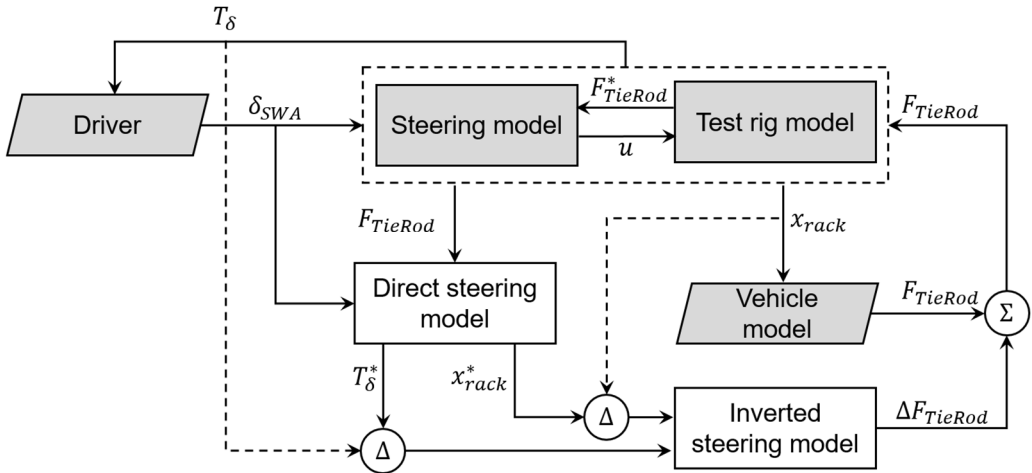 T_δ
F*_TieRod
F_TieRod
Driver
δ_SWA
Steering model
Test rig model
u
F_TieRod
x_rack
Direct steering
model
Vehicle
model
F_TieRod
Σ
T*_δ
x*_rack
Δ
Inverted
steering model
ΔF_TieRod
Δ